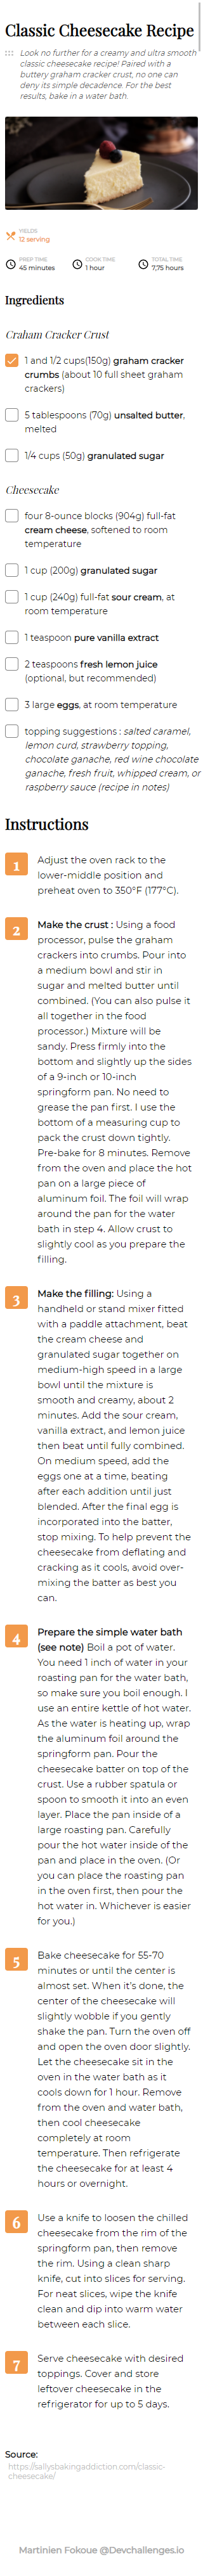 Classic Cheesecake Recipe
Look no further for a creamy and ultra smooth
classic cheesecake recipe! Paired with a
buttery graham cracker crust, no one can
deny its simple decadence. For the best
results, bake in a water bath.
YIELDS
12 serving
PREP TIME
45 minutes
COOK TIME
1 hour
TOTAL TIME
7,75 hours
Ingredients
Craham Cracker Crust
1 and 1/2 cups(150g) graham cracker
crumbs (about 10 full sheet graham
crackers)
5 tablespoons (70g) unsalted butter,
melted
1/4 cups (50g) granulated sugar
Cheesecake
four 8-ounce blocks (904g) full-fat
cream cheese, softened to room
temperature
1 cup (200g) granulated sugar
1 cup (240g) full-fat sour cream, at
room temperature
1 teaspoon pure vanilla extract
2 teaspoons fresh lemon juice
(optional, but recommended)
3 large eggs, at room temperature
topping suggestions : salted caramel,
lemon curd, strawberry topping,
chocolate ganache, red wine chocolate
ganache, fresh fruit, whipped cream, or
raspberry sauce (recipe in notes)
Instructions
1
Adjust the oven rack to the
lower-middle position and
preheat oven to 350°F (177°C).
2
Make the crust : Using a food
processor, pulse the graham
crackers into crumbs. Pour into
a medium bowl and stir in
sugar and melted butter until
combined. (You can also pulse it
all together in the food
processor.) Mixture will be
sandy. Press firmly into the
bottom and slightly up the sides
of a 9-inch or 10-inch
springform pan. No need to
grease the pan first. I use the
bottom of a measuring cup to
pack the crust down tightly.
Pre-bake for 8 minutes. Remove
from the oven and place the hot
pan on a large piece of
aluminum foil. The foil will wrap
around the pan for the water
bath in step 4. Allow crust to
slightly cool as you prepare the
filling.
3
Make the filling: Using a
handheld or stand mixer fitted
with a paddle attachment, beat
the cream cheese and
granulated sugar together on
medium-high speed in a large
bowl until the mixture is
smooth and creamy, about 2
minutes. Add the sour cream,
vanilla extract, and lemon juice
then beat until fully combined.
On medium speed, add the
eggs one at a time, beating
after each addition until just
blended. After the final egg is
incorporated into the batter,
stop mixing. To help prevent the
cheesecake from deflating and
cracking as it cools, avoid over-
mixing the batter as best you
can.
4
Prepare the simple water bath
(see note) Boil a pot of water.
You need 1 inch of water in your
roasting pan for the water bath,
so make sure you boil enough. I
use an entire kettle of hot water.
As the water is heating up, wrap
the aluminum foil around the
springform pan. Pour the
cheesecake batter on top of the
crust. Use a rubber spatula or
spoon to smooth it into an even
layer. Place the pan inside of a
large roasting pan. Carefully
pour the hot water inside of the
pan and place in the oven. (Or
you can place the roasting pan
in the oven first, then pour the
hot water in. Whichever is easier
for you.)
5
Bake cheesecake for 55-70
minutes or until the center is
almost set. When it's done, the
center of the cheesecake will
slightly wobble if you gently
shake the pan. Turn the oven off
and open the oven door slightly.
Let the cheesecake sit in the
oven in the water bath as it
cools down for 1 hour. Remove
from the oven and water bath,
then cool cheesecake
completely at room
temperature. Then refrigerate
the cheesecake for at least 4
hours or overnight.
6
Use a knife to loosen the chilled
cheesecake from the rim of the
springform pan, then remove
the rim. Using a clean sharp
knife, cut into slices for serving.
For neat slices, wipe the knife
clean and dip into warm water
between each slice.
7
Serve cheesecake with desired
toppings. Cover and store
leftover cheesecake in the
refrigerator for up to 5 days.
Source:
https://sallysbakingaddiction.com/classic-
cheesecake/
Martinien Fokoue @Devchallenges.io